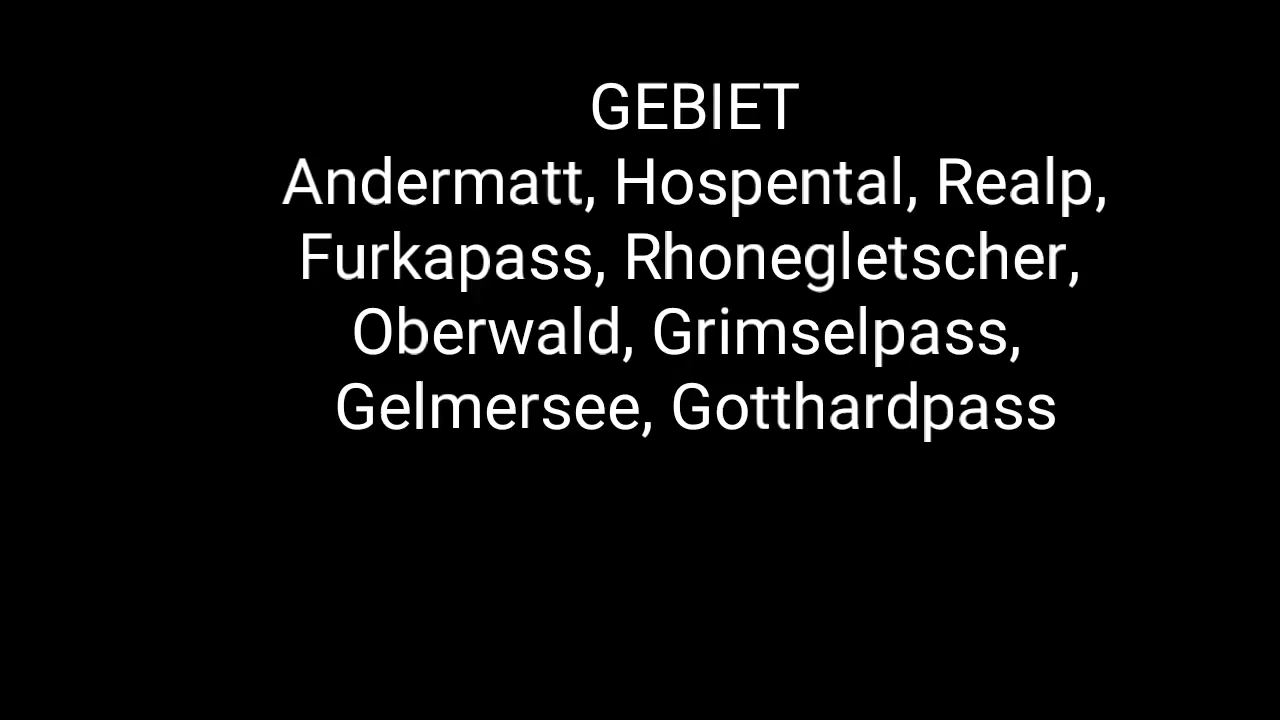 GEBIET
Andermatt, Hospental, Realp,
Furkapass, Rhonegletscher,
Oberwald, Grimselpass,
Gelmersee, Gotthardpass